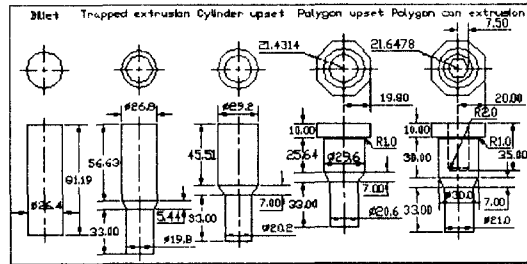 Billet Trapped extrusion Cylinder upset Polygon upset Polygon can extrusion
7.50
21.4314 21.6478
Ø26.8 Ø29.2 19.80 20.00
R2.0
10.00 R1.0 10.00 R1.0
56.63 91.19 45.51 25.64 Ø29.6 30.00 35.00
Ø26.4 5.44 7.00 7.00 Ø30.0 7.00
33.00 33.00 33.00 33.00
Ø19.8 Ø20.2 Ø20.6 Ø21.0